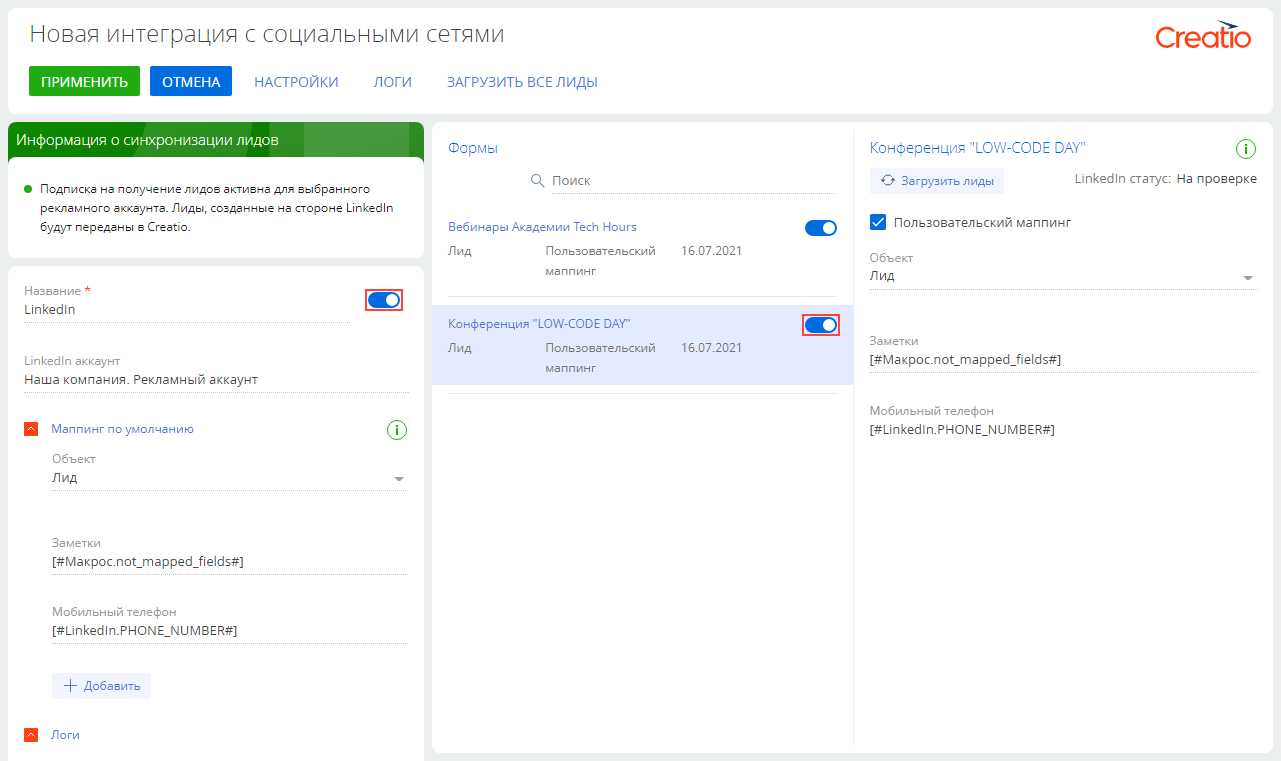 Новая интеграция с социальными сетями
Creatio
ПРИМЕНИТЬ
ОТМЕНА
НАСТРОЙКИ
ЛОГИ
ЗАГРУЗИТЬ ВСЕ ЛИДЫ
Информация о синхронизации лидов
Подписка на получение лидов активна для выбранного
рекламного аккаунта. Лиды, созданные на стороне LinkedIn
будут переданы в Creatio.
Название *
LinkedIn
LinkedIn аккаунт
Наша компания. Рекламный аккаунт
Маппинг по умолчанию
Объект
Лид
Заметки
[#Макрос.not_mapped_fields#]
Мобильный телефон
[#LinkedIn.PHONE_NUMBER#]
Добавить
Логи
Формы
Поиск
Вебинары Академии Tech Hours
Лид
Пользовательский
маппинг
16.07.2021
Конференция "LOW-CODE DAY"
Лид
Пользовательский
маппинг
16.07.2021
Конференция "LOW-CODE DAY"
Загрузить лиды
LinkedIn статус: На проверке
Пользовательский маппинг
Объект
Лид
Заметки
[#Макрос.not_mapped_fields#]
Мобильный телефон
[#LinkedIn.PHONE_NUMBER#]